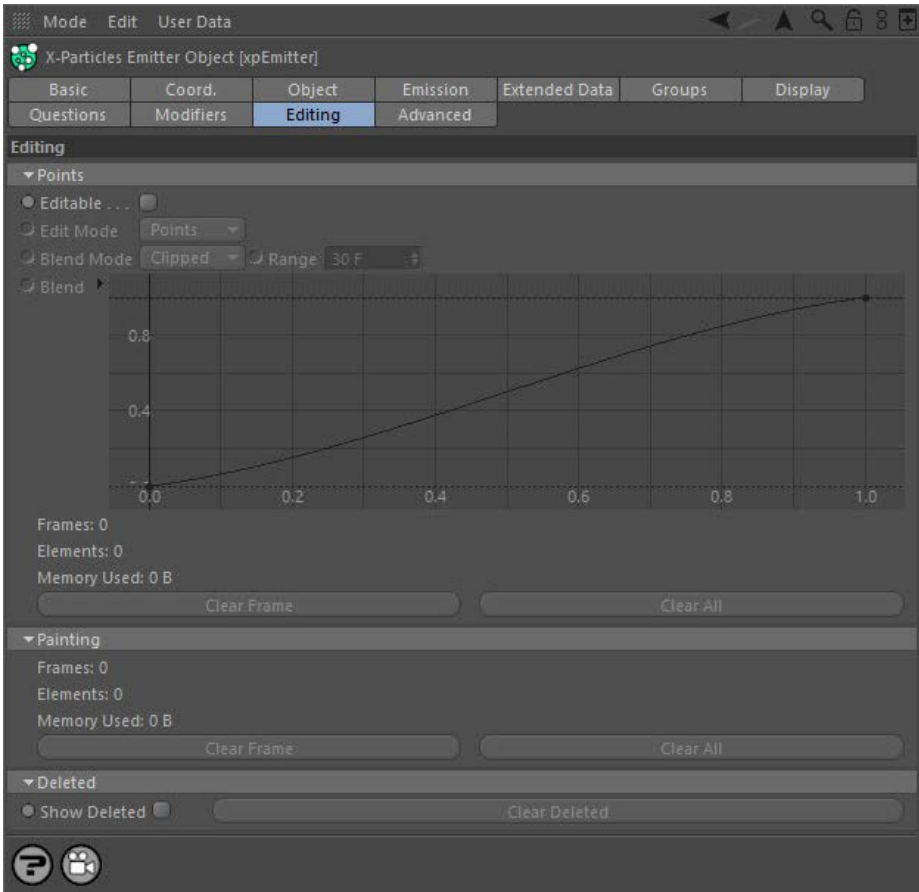 Mode Edit User Data
X-Particles Emitter Object [xpEmitter]
Basic Coord. Object Emission Extended Data Groups Display
Questions Modifiers Editing Advanced
Editing
Points
Editable . . .
Edit Mode Points
Blend Mode Clipped Range 30 F
Blend
0.8
0.4
0.0 0.2 0.4 0.6 0.8 1.0
Frames: 0
Elements: 0
Memory Used: 0 B
Clear Frame Clear All
Painting
Frames: 0
Elements: 0
Memory Used: 0 B
Clear Frame Clear All
Deleted
Show Deleted Clear Deleted